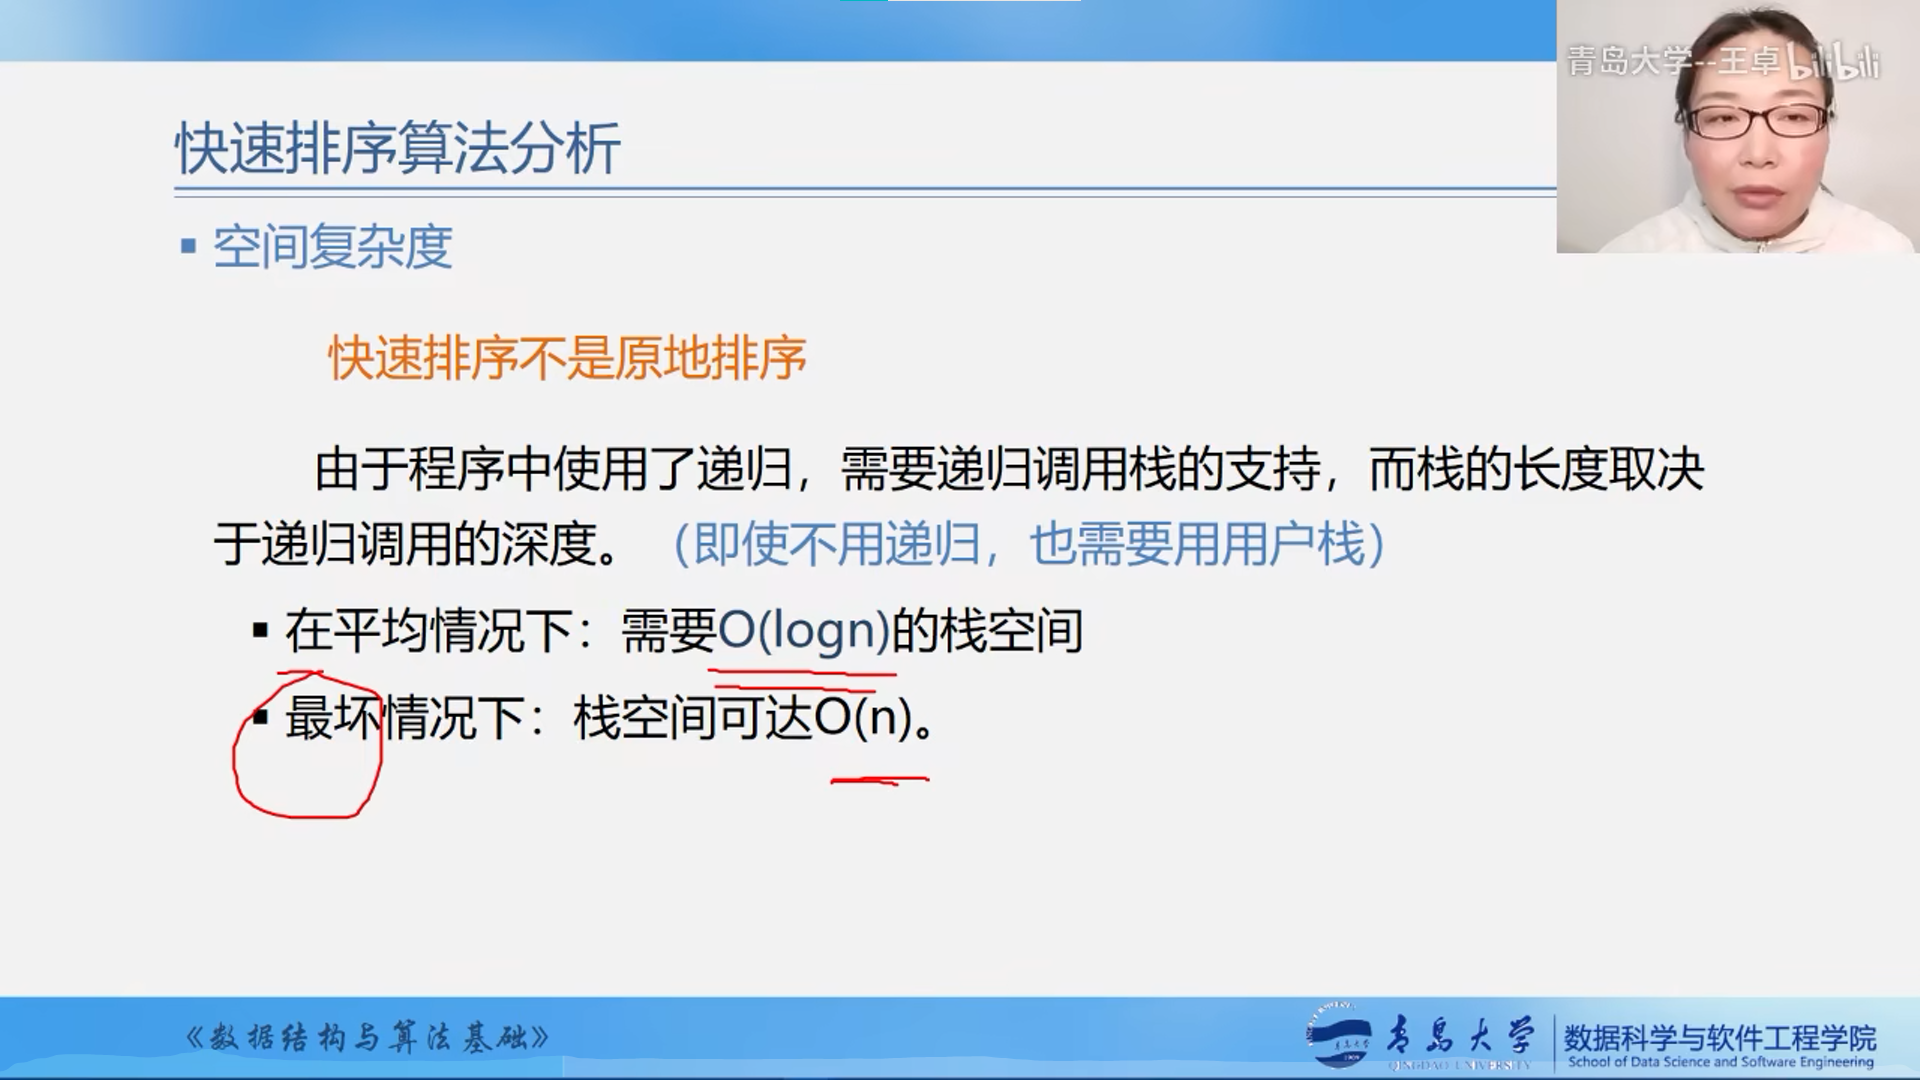 青岛大学--王卓 bilibili
快速排序算法分析
▪ 空间复杂度
快速排序不是原地排序
由于程序中使用了递归，需要递归调用栈的支持，而栈的长度取决
于递归调用的深度。（即使不用递归，也需要用用户栈）
▪ 在平均情况下：需要O(logn)的栈空间
▪ 最坏情况下：栈空间可达O(n)。
《数据结构与算法基础》
青岛大学
QINGDAO UNIVERSITY
数据科学与软件工程学院
School of Data Science and Software Engineering